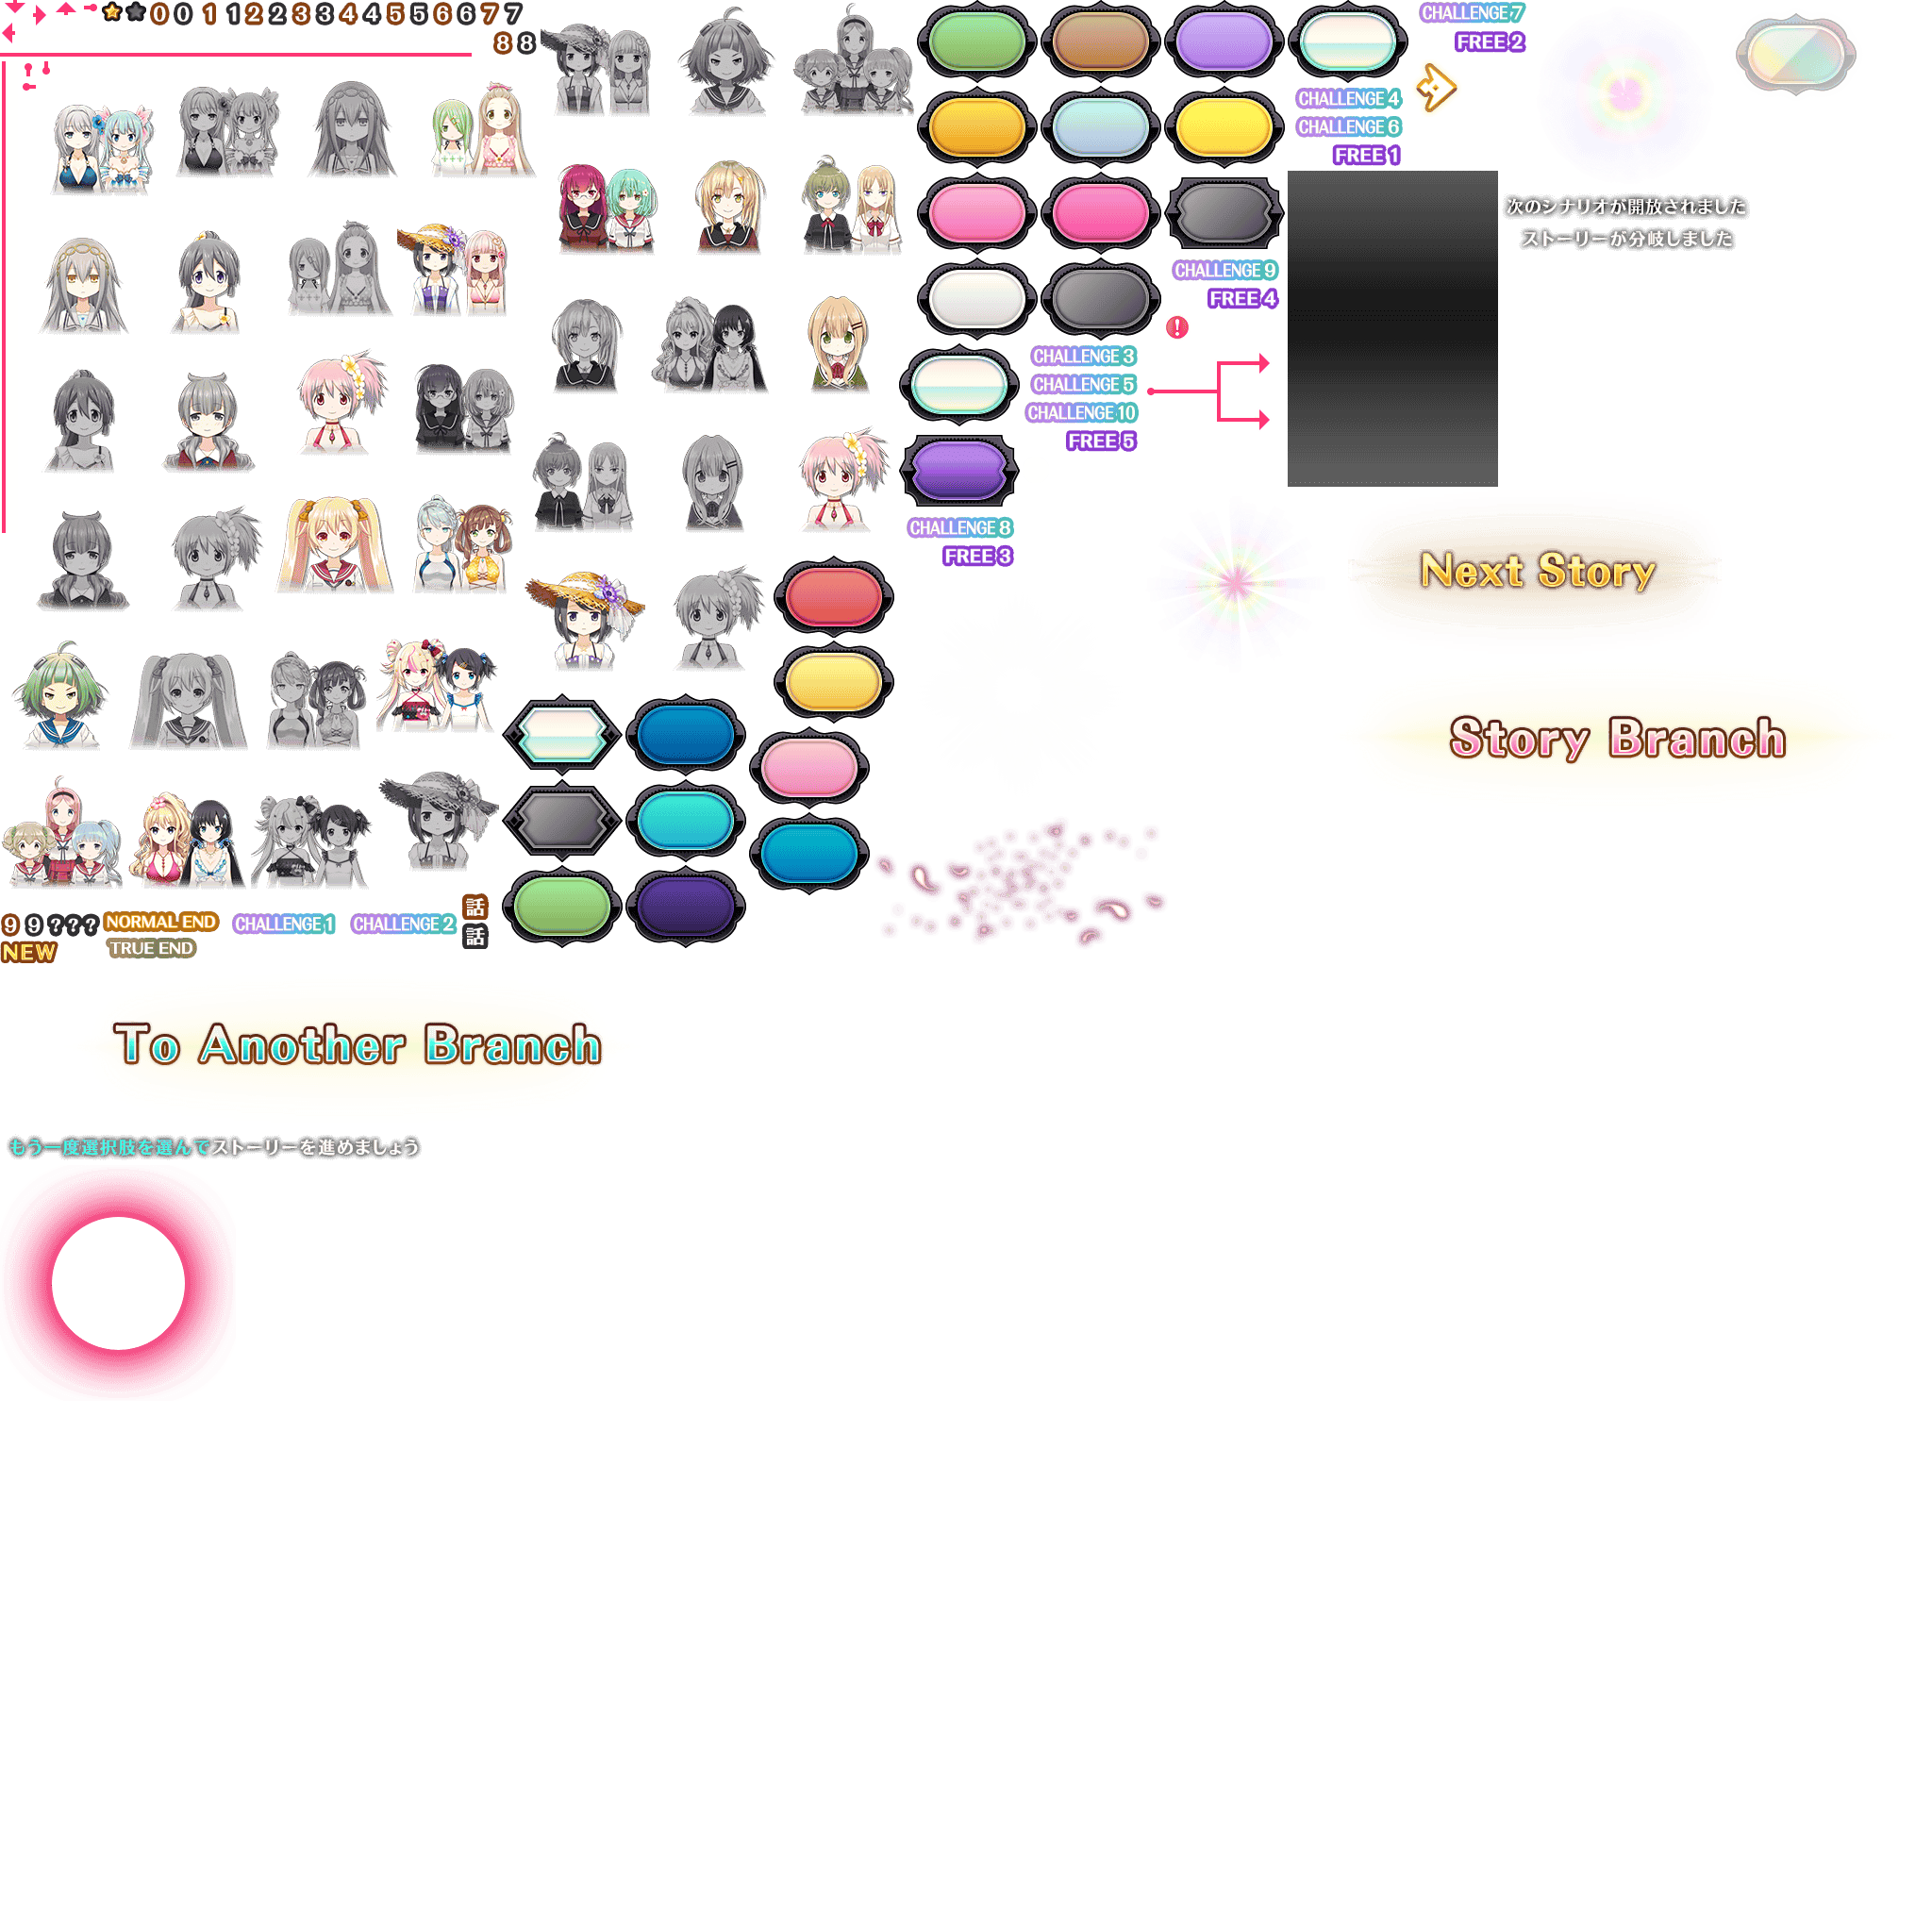 0 0 1 1 2 2 3 3 4 4 5 5 6 6 7 7
8 8
CHALLENGE 7
FREE 2
CHALLENGE 4
CHALLENGE 6
FREE 1
次のシナリオが開放されました
ストーリーが分岐しました
CHALLENGE 9
FREE 4
!
CHALLENGE 3
CHALLENGE 5
CHALLENGE 10
FREE 5
CHALLENGE 8
FREE 3
Next Story
Story Branch
9 9 ???
NORMAL END
CHALLENGE 1
CHALLENGE 2
話
話
NEW
TRUE END
To Another Branch
もう一度選択肢を選んでストーリーを進めましょう